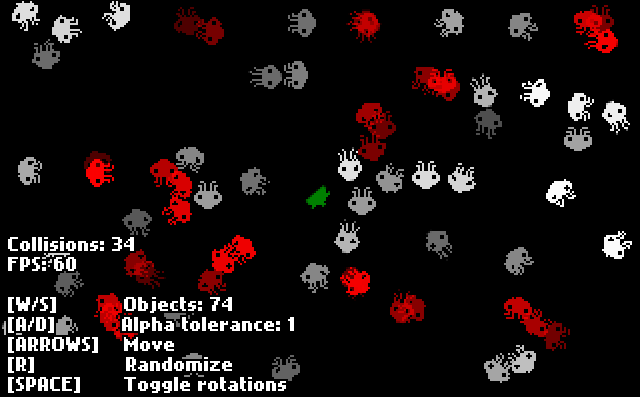 Collisions: 34
FPS: 60
[W/S] Objects: 74
[A/D] Alpha tolerance: 1
[ARROWS] Move
[R] Randomize
[SPACE] Toggle rotations